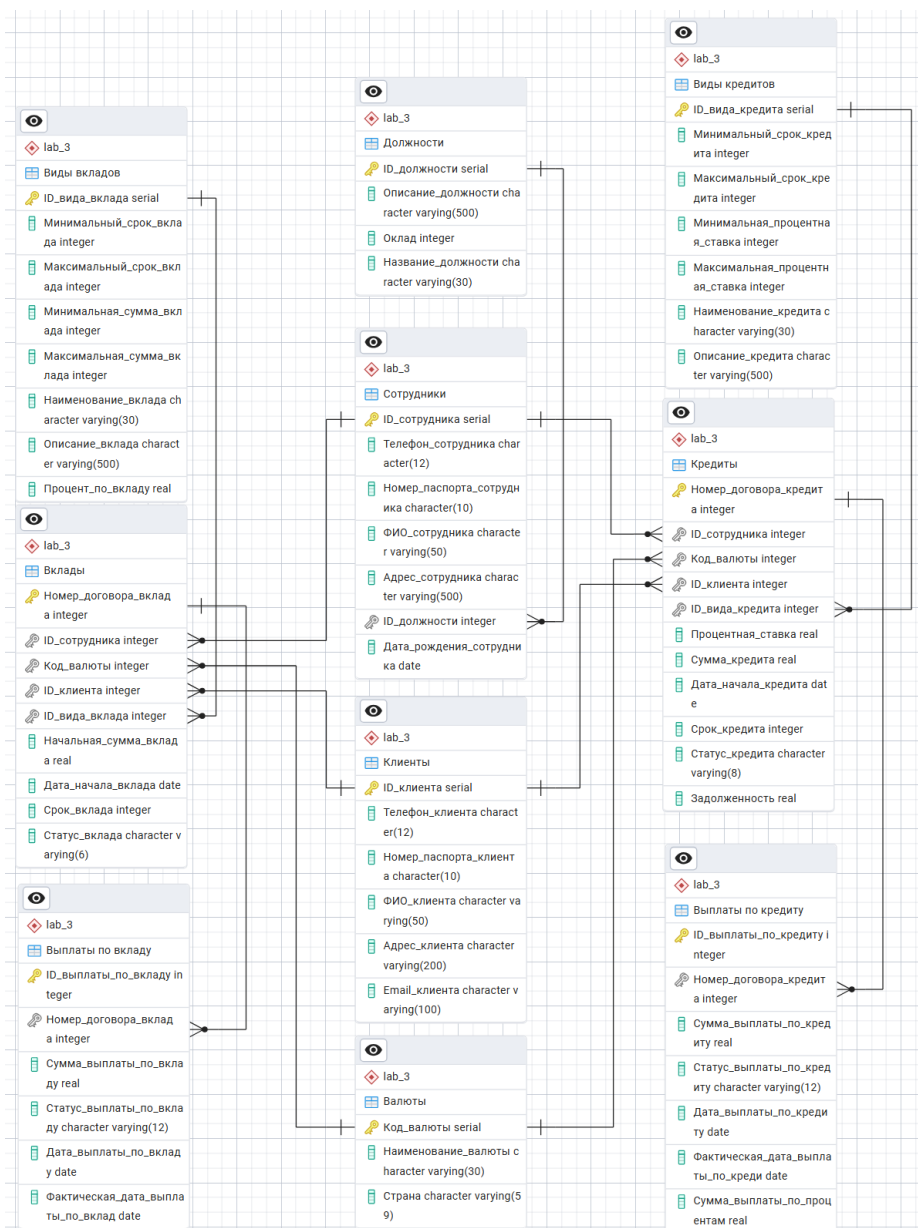 lab_3
Виды вкладов
ID_вида_вклада serial
Минимальный_срок_вкла
да integer
Максимальный_срок_вкл
ада integer
Минимальная_сумма_вкл
ада integer
Максимальная_сумма_вк
лада integer
Наименование_вклада ch
aracter varying(30)
Описание_вклада charact
er varying(500)
Процент_по_вкладу real
lab_3
Вклады
Номер_договора_вклад
а integer
ID_сотрудника integer
Код_валюты integer
ID_клиента integer
ID_вида_вклада integer
Начальная_сумма_вклад
а real
Дата_начала_вклада date
Срок_вклада integer
Статус_вклада character v
arying(6)
lab_3
Выплаты по вкладу
ID_выплаты_по_вкладу in
teger
Номер_договора_вклад
а integer
Сумма_выплаты_по_вкла
ду real
Статус_выплаты_по_вкла
ду character varying(12)
Дата_выплаты_по_вклад
у date
Фактическая_дата_выпла
ты_по_вклад date
lab_3
Должности
ID_должности serial
Описание_должности cha
racter varying(500)
Оклад integer
Название_должности cha
racter varying(30)
lab_3
Сотрудники
ID_сотрудника serial
Телефон_сотрудника char
acter(12)
Номер_паспорта_сотрудн
ика character(10)
ФИО_сотрудника characte
r varying(50)
Адрес_сотрудника charac
ter varying(500)
ID_должности integer
Дата_рождения_сотрудни
ка date
lab_3
Клиенты
ID_клиента serial
Телефон_клиента charact
er(12)
Номер_паспорта_клиент
а character(10)
ФИО_клиента character va
rying(50)
Адрес_клиента character
varying(200)
Email_клиента character v
arying(100)
lab_3
Валюты
Код_валюты serial
Наименование_валюты c
haracter varying(30)
Страна character varying(5
9)
lab_3
Виды кредитов
ID_вида_кредита serial
Минимальный_срок_кред
ита integer
Максимальный_срок_кре
дита integer
Минимальная_процентна
я_ставка integer
Максимальная_процентн
ая_ставка integer
Наименование_кредита c
haracter varying(30)
Описание_кредита charac
ter varying(500)
lab_3
Кредиты
Номер_договора_кредит
а integer
ID_сотрудника integer
Код_валюты integer
ID_клиента integer
ID_вида_кредита integer
Процентная_ставка real
Сумма_кредита real
Дата_начала_кредита dat
e
Срок_кредита integer
Статус_кредита character
varying(8)
Задолженность real
lab_3
Выплаты по кредиту
ID_выплаты_по_кредиту i
nteger
Номер_договора_кредит
а integer
Сумма_выплаты_по_кред
иту real
Статус_выплаты_по_кред
иту character varying(12)
Дата_выплаты_по_креди
ту date
Фактическая_дата_выпла
ты_по_креди date
Сумма_выплаты_по_проц
ентам real